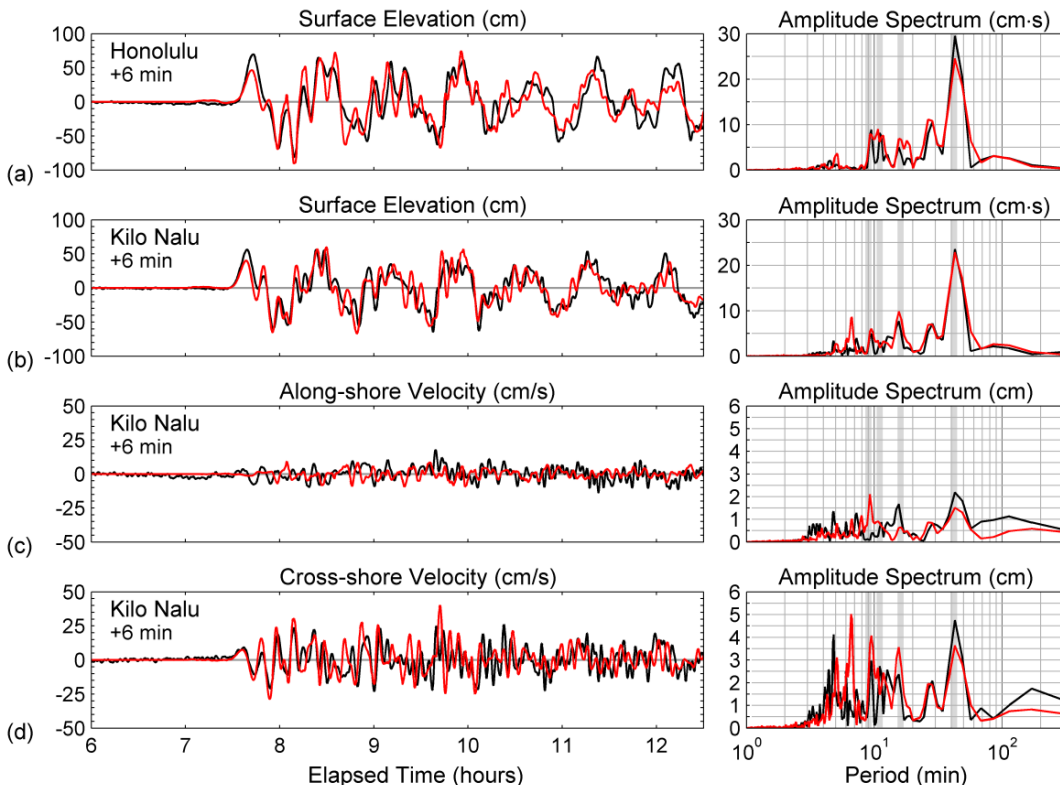 Surface Elevation (cm)
Amplitude Spectrum (cm·s)
100
50
0
-50
-100
Honolulu
+6 min
30
20
10
0
(a)
Surface Elevation (cm)
Amplitude Spectrum (cm·s)
100
50
0
-50
-100
Kilo Nalu
+6 min
30
20
10
0
(b)
Along-shore Velocity (cm/s)
Amplitude Spectrum (cm)
50
25
0
-25
-50
Kilo Nalu
+6 min
6
5
4
3
2
1
0
(c)
Cross-shore Velocity (cm/s)
Amplitude Spectrum (cm)
50
25
0
-25
-50
Kilo Nalu
+6 min
6
5
4
3
2
1
0
(d)
6 7 8 9 10 11 12
10⁰ 10¹ 10²
Elapsed Time (hours)
Period (min)